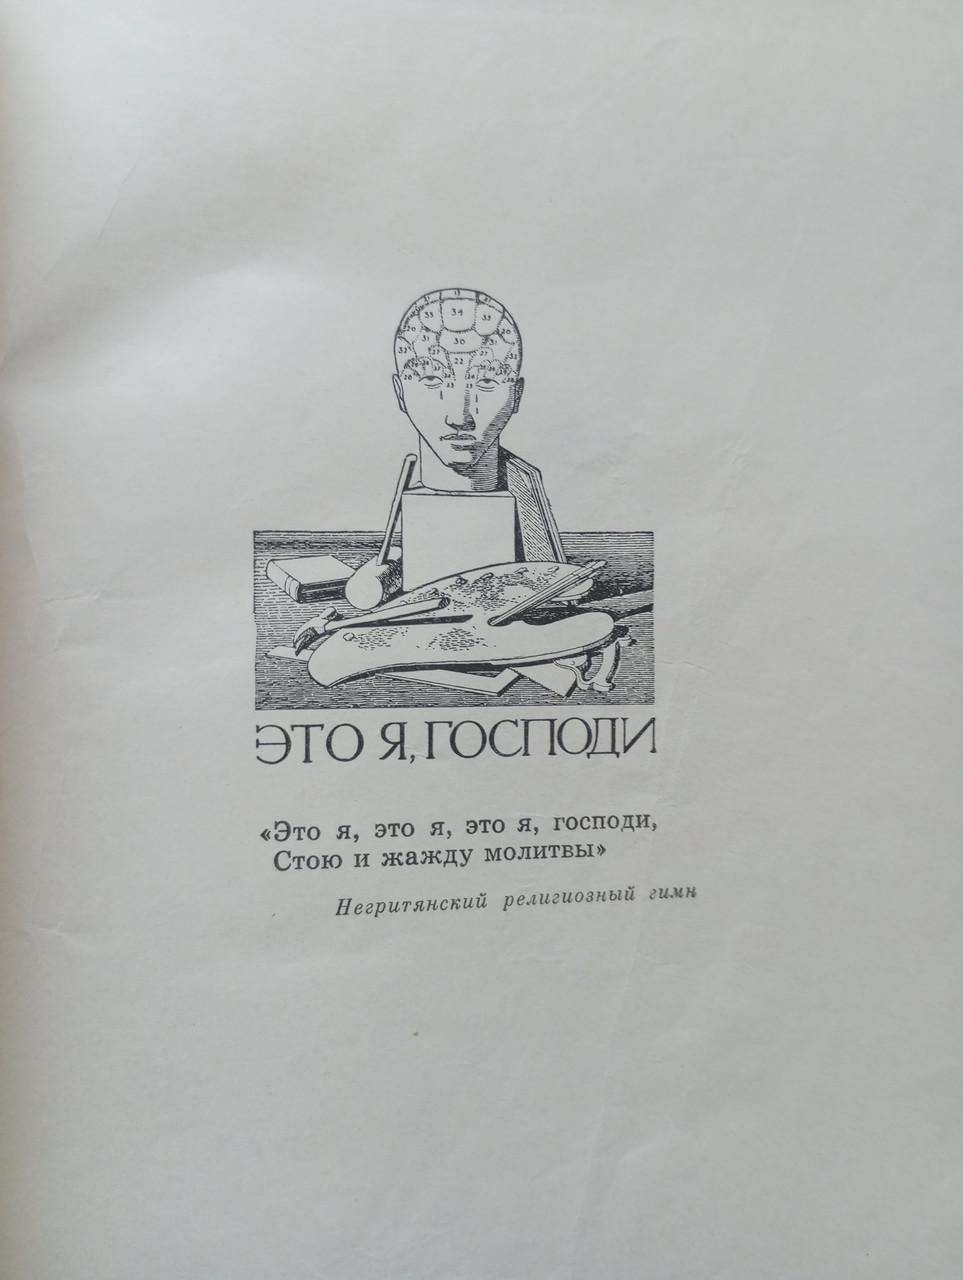 ЭТО Я, ГОСПОДИ
«Это я, это я, это я, господи,
Стою и жажду молитвы»
Негритянский религиозный гимн